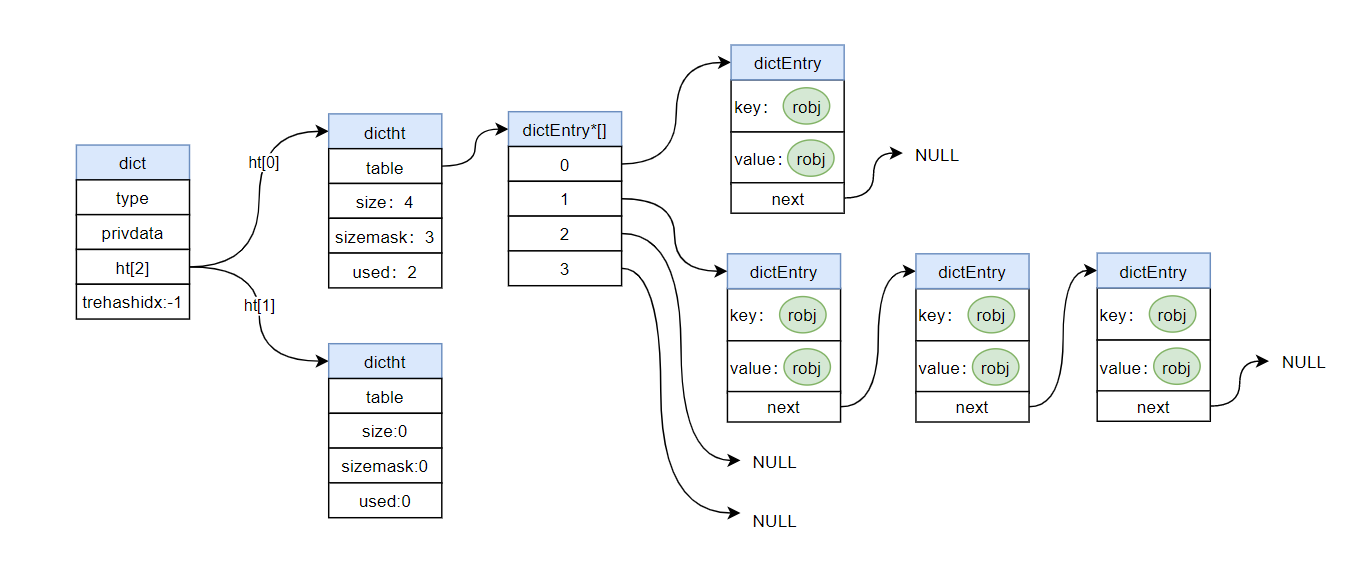 dict
type
privdata
ht[2]
trehashidx:-1
ht[0]
ht[1]
dictht
table
size: 4
sizemask: 3
used: 2
dictht
table
size:0
sizemask:0
used:0
dictEntry*[]
0
1
2
3
dictEntry
key: robj
value: robj
next
NULL
dictEntry
key: robj
value: robj
next
dictEntry
key: robj
value: robj
next
dictEntry
key: robj
value: robj
next
NULL
NULL
NULL